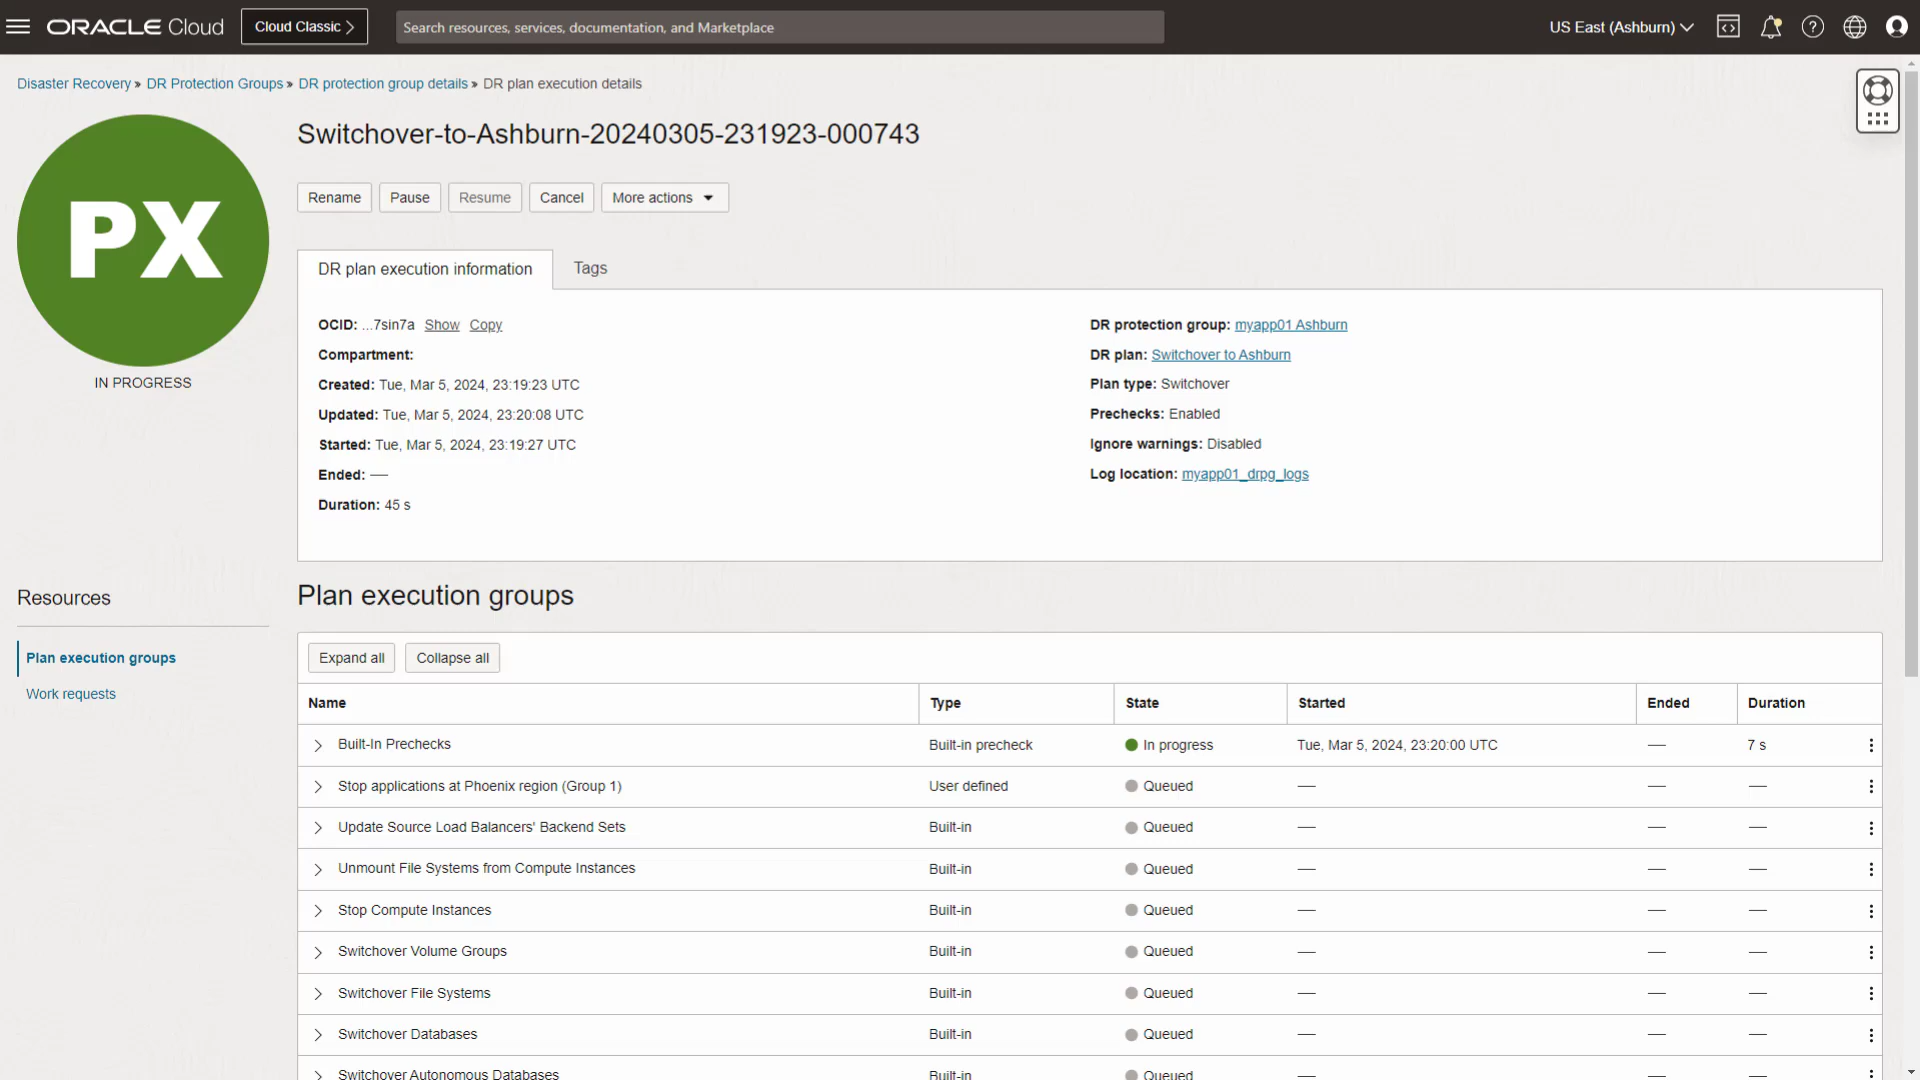 ORACLE Cloud
Cloud Classic
Search resources, services, documentation, and Marketplace
US East (Ashburn)
Disaster Recovery » DR Protection Groups » DR protection group details » DR plan execution details
PX
IN PROGRESS
Switchover-to-Ashburn-20240305-231923-000743
Rename Pause Resume Cancel More actions
DR plan execution information Tags
OCID: ...7sin7a Show Copy
Compartment:
Created: Tue, Mar 5, 2024, 23:19:23 UTC
Updated: Tue, Mar 5, 2024, 23:20:08 UTC
Started: Tue, Mar 5, 2024, 23:19:27 UTC
Ended: —
Duration: 45 s
DR protection group: myapp01 Ashburn
DR plan: Switchover to Ashburn
Plan type: Switchover
Prechecks: Enabled
Ignore warnings: Disabled
Log location: myapp01_drpg_logs
Resources
Plan execution groups
Work requests
Plan execution groups
Expand all Collapse all
Name Type State Started Ended Duration
Built-In Prechecks Built-in precheck In progress Tue, Mar 5, 2024, 23:20:00 UTC — 7 s
Stop applications at Phoenix region (Group 1) User defined Queued — — —
Update Source Load Balancers' Backend Sets Built-in Queued — — —
Unmount File Systems from Compute Instances Built-in Queued — — —
Stop Compute Instances Built-in Queued — — —
Switchover Volume Groups Built-in Queued — — —
Switchover File Systems Built-in Queued — — —
Switchover Databases Built-in Queued — — —
Switchover Autonomous Databases Built-in Queued — — —